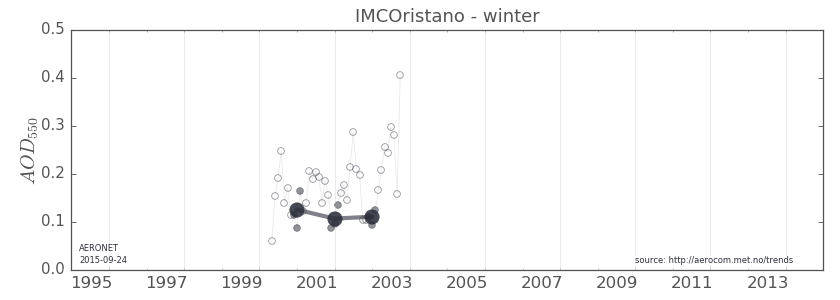 IMCOristano - winter
0.5
0.4
0.3
0.2
0.1
0.0
AOD550
AERONET
2015-09-24
source: http://aerocom.met.no/trends
1995 1997 1999 2001 2003 2005 2007 2009 2011 2013